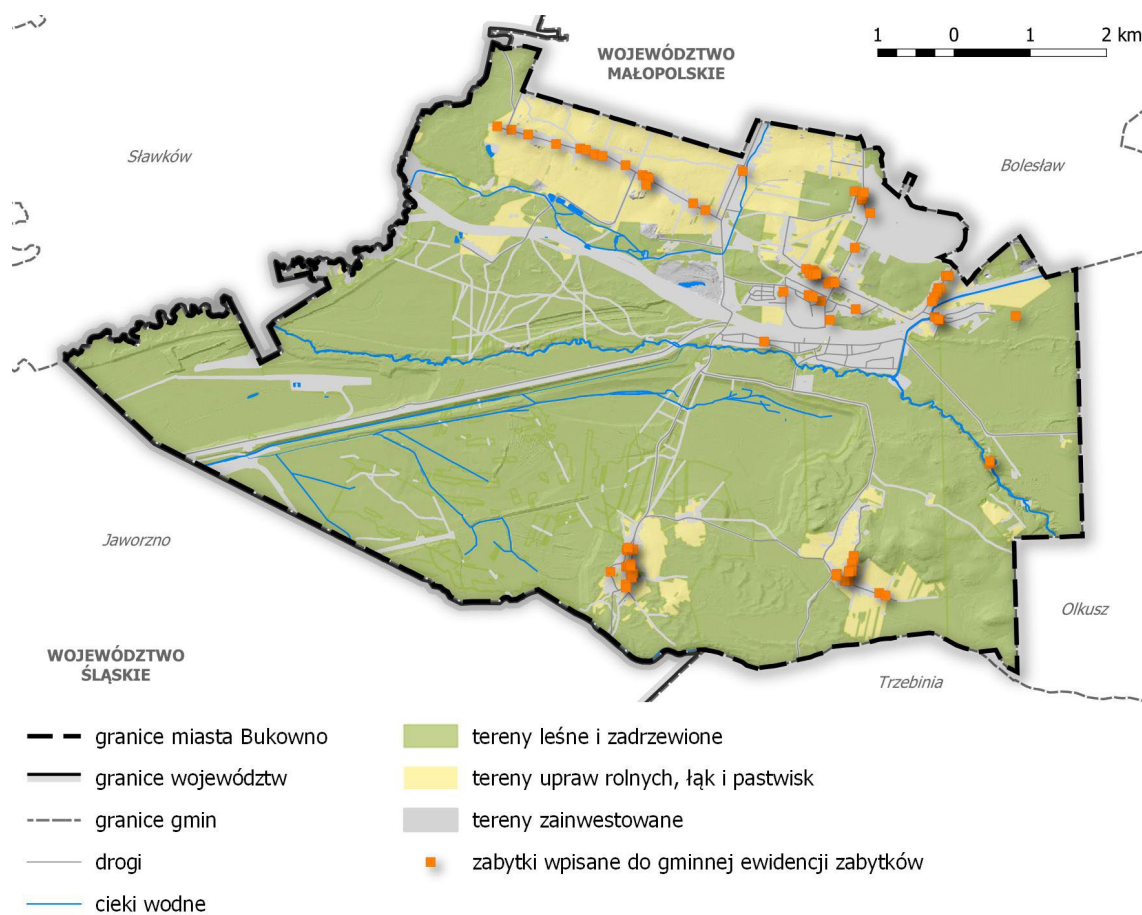 WOJEWÓDZTWO
MAŁOPOLSKIE
1 0 1 2 km
Sławków
Bolesław
Jaworzno
Olkusz
WOJEWÓDZTWO
ŚLĄSKIE
Trzebinia
granice miasta Bukowno
granice województw
granice gmin
drogi
cieki wodne
tereny leśne i zadrzewione
tereny upraw rolnych, łąk i pastwisk
tereny zainwestowane
zabytki wpisane do gminnej ewidencji zabytków